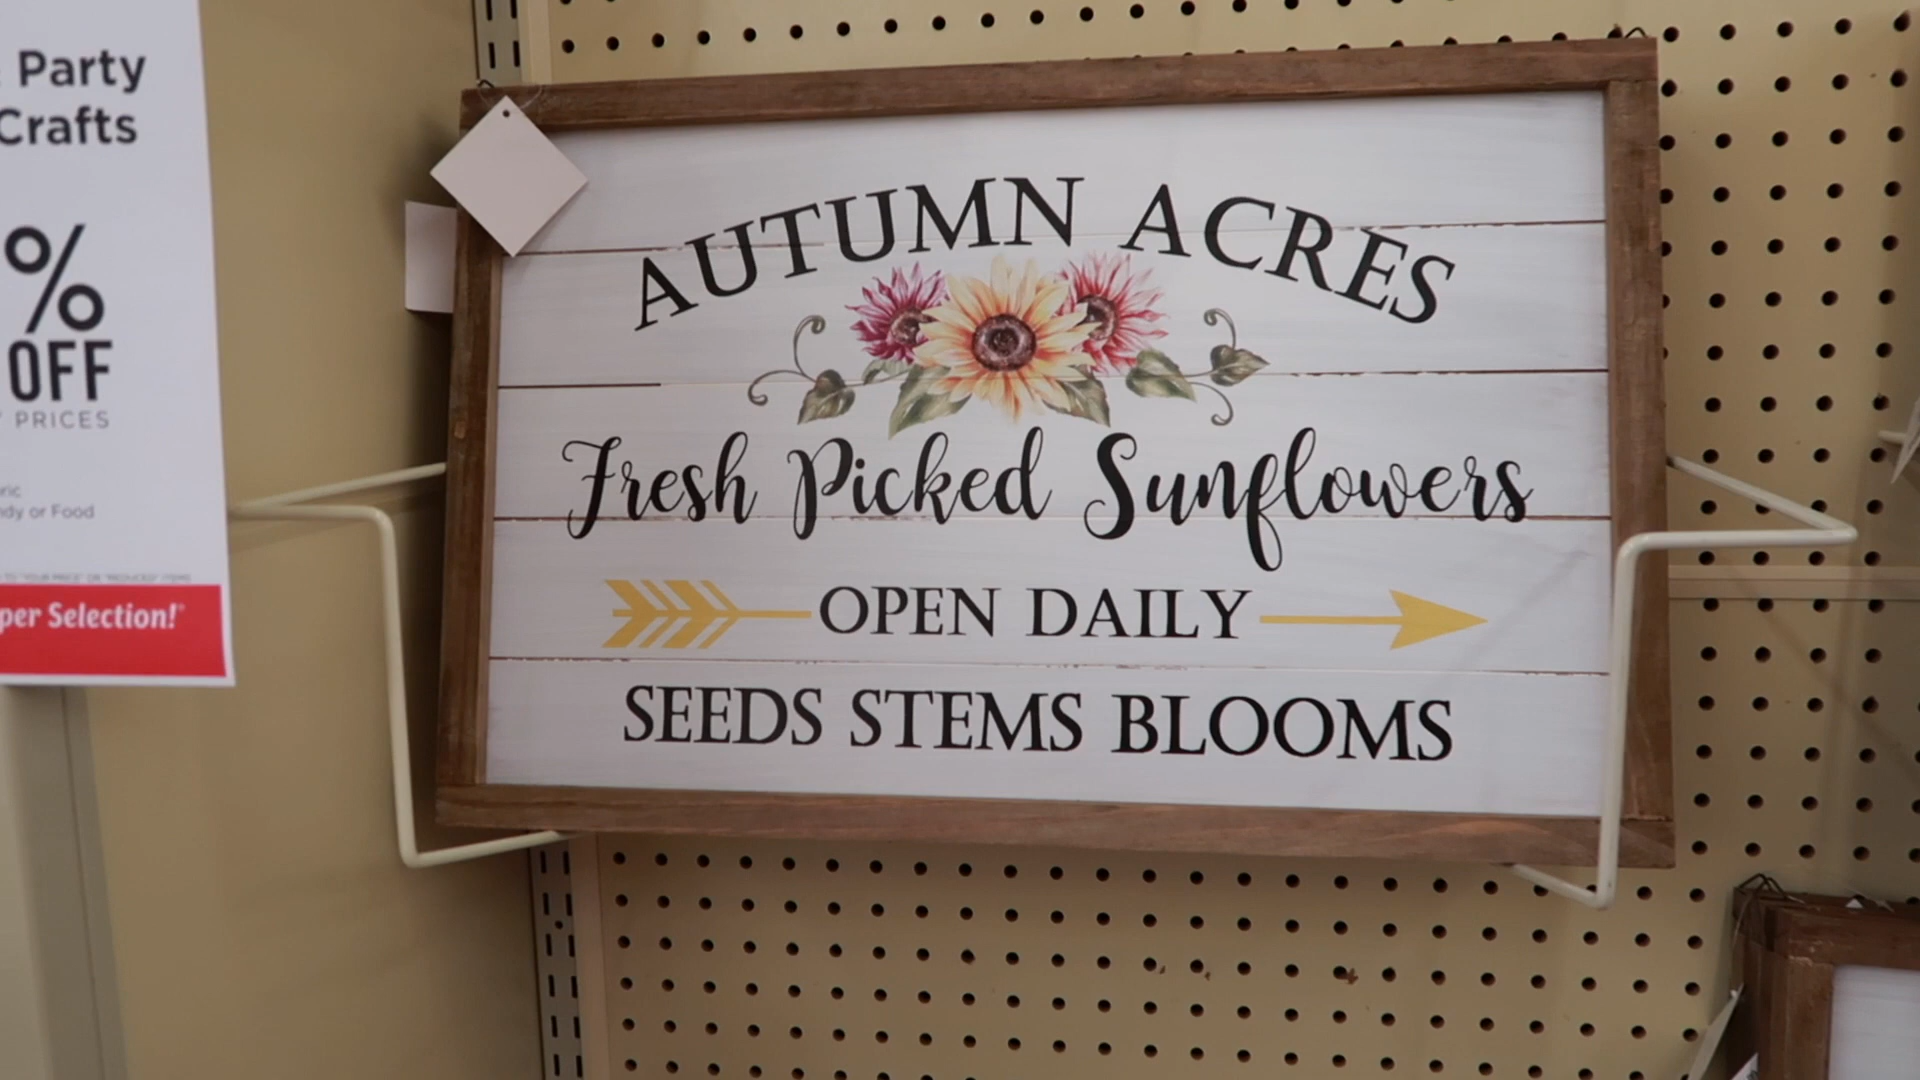 Party
Crafts
%
OFF
PRICES
ndy or Food
per Selection!*
AUTUMN ACRES
Fresh Picked Sunflowers
OPEN DAILY
SEEDS STEMS BLOOMS